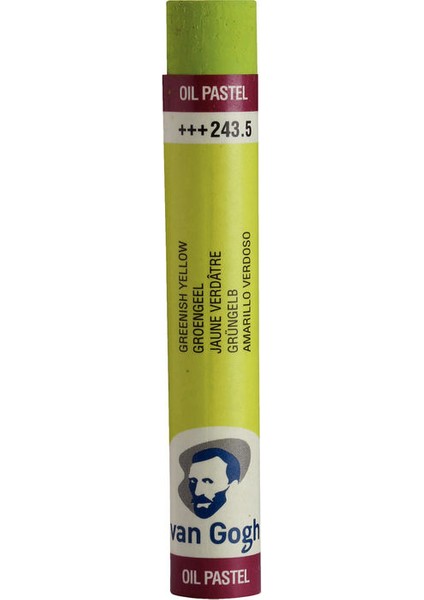 OIL PASTEL
+++243.5
GREENISH YELLOW
GROENGEEL
JAUNE VERDÂTRE
GRÜNGELB
AMARILLO VERDOSO
van Gogh
OIL PASTEL